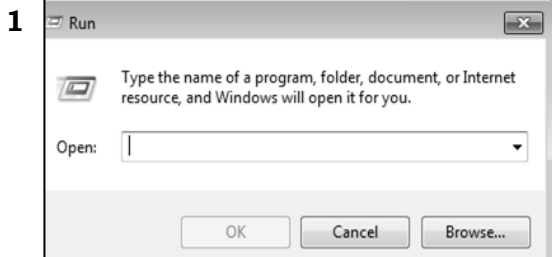 1
Run
Type the name of a program, folder, document, or Internet
resource, and Windows will open it for you.
Open:
OK Cancel Browse...